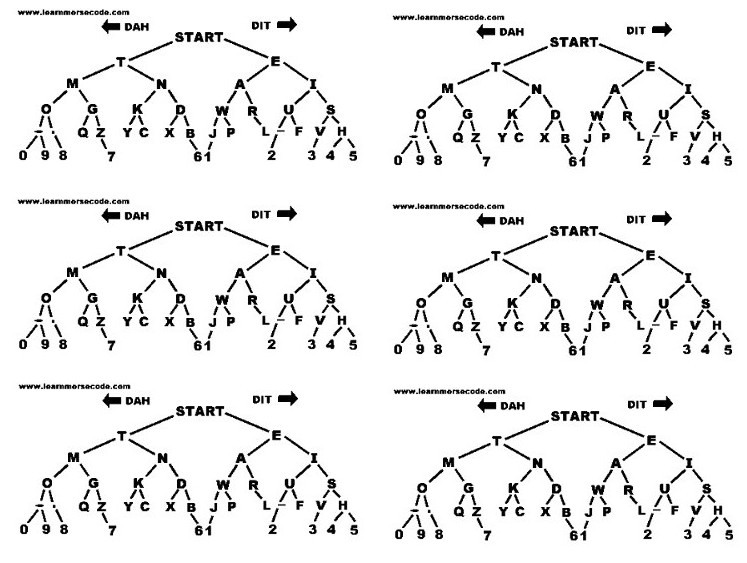 www.learnmorsecode.com
DAH DIT
START
T E
M N A I
O G K D W R U S
Q Z Y C X B J P L F V H
0 9 8 7 6 1 2 3 4 5
www.learnmorsecode.com
DAH DIT
START
T E
M N A I
O G K D W R U S
Q Z Y C X B J P L F V H
0 9 8 7 6 1 2 3 4 5
www.learnmorsecode.com
DAH DIT
START
T E
M N A I
O G K D W R U S
Q Z Y C X B J P L F V H
0 9 8 7 6 1 2 3 4 5
www.learnmorsecode.com
DAH DIT
START
T E
M N A I
O G K D W R U S
Q Z Y C X B J P L F V H
0 9 8 7 6 1 2 3 4 5
www.learnmorsecode.com
DAH DIT
START
T E
M N A I
O G K D W R U S
Q Z Y C X B J P L F V H
0 9 8 7 6 1 2 3 4 5
www.learnmorsecode.com
DAH DIT
START
T E
M N A I
O G K D W R U S
Q Z Y C X B J P L F V H
0 9 8 7 6 1 2 3 4 5